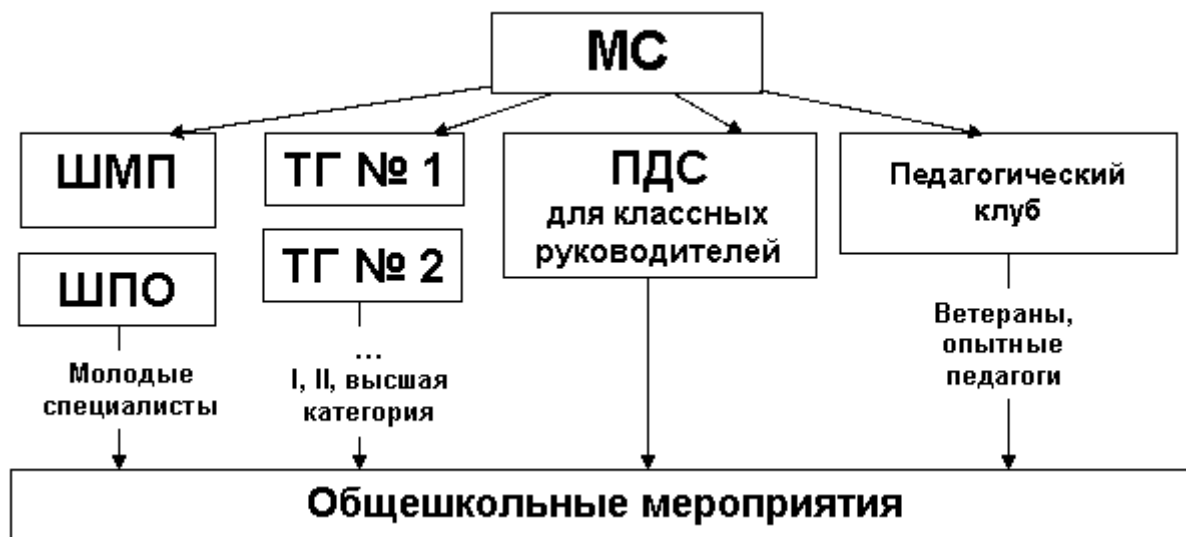 МС
ШМП
ШПО
Молодые
специалисты
ТГ № 1
ТГ № 2
...
I, II, высшая
категория
ПДС
для классных
руководителей
Педагогический
клуб
Ветераны,
опытные
педагоги
Общешкольные мероприятия